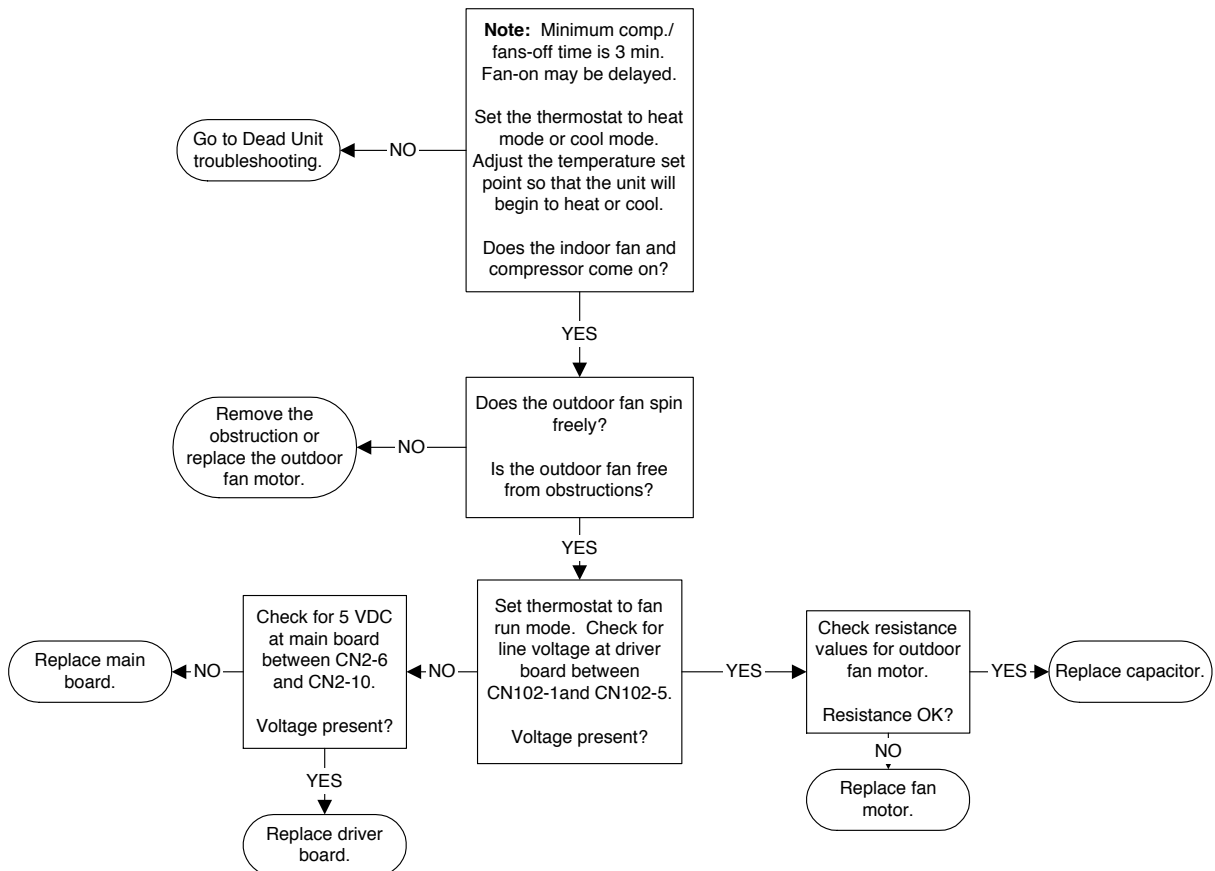 Note: Minimum comp./
fans-off time is 3 min.
Fan-on may be delayed.
Set the thermostat to heat
mode or cool mode.
Adjust the temperature set
point so that the unit will
begin to heat or cool.
Does the indoor fan and
compressor come on?
NO
Go to Dead Unit
troubleshooting.
YES
Does the outdoor fan spin
freely?
Is the outdoor fan free
from obstructions?
NO
Remove the
obstruction or
replace the outdoor
fan motor.
YES
Set thermostat to fan
run mode. Check for
line voltage at driver
board between
CN102-1and CN102-5.
Voltage present?
NO
Check for 5 VDC
at main board
between CN2-6
and CN2-10.
Voltage present?
NO
Replace main
board.
YES
Replace driver
board.
YES
Check resistance
values for outdoor
fan motor.
Resistance OK?
YES
Replace capacitor.
NO
Replace fan
motor.